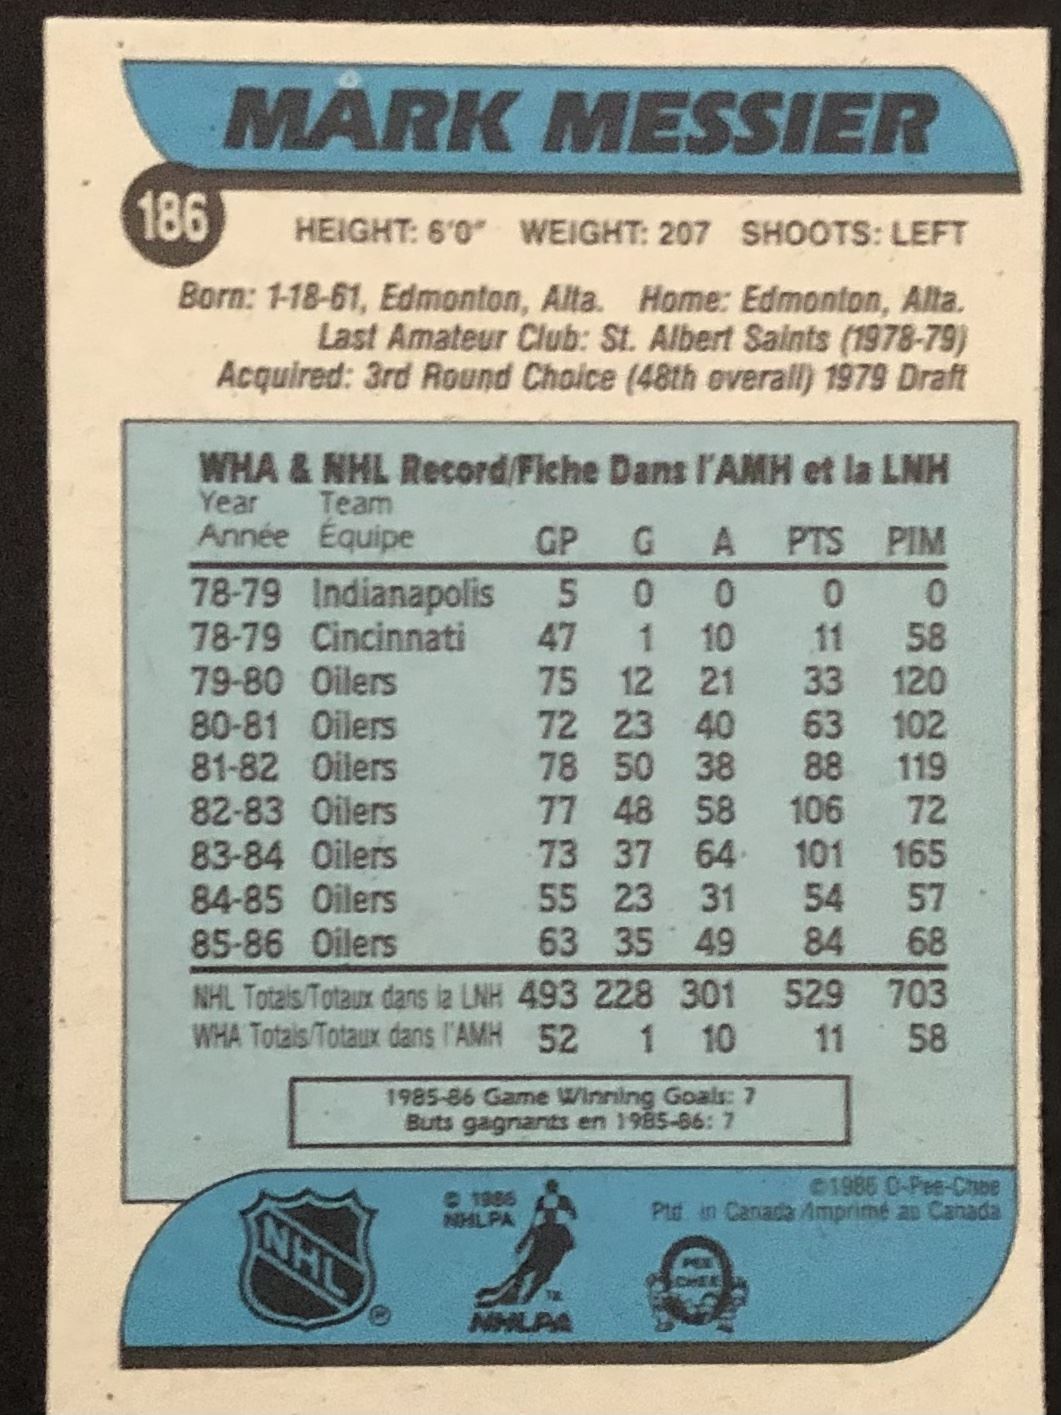 MARK MESSIER
186
HEIGHT: 6'0" WEIGHT: 207 SHOOTS: LEFT
Born: 1-18-61, Edmonton, Alta. Home: Edmonton, Alta.
Last Amateur Club: St. Albert Saints (1978-79)
Acquired: 3rd Round Choice (48th overall) 1979 Draft
WHA & NHL Record/Fiche Dans l'AMH et la LNH
Year Team
Année Équipe GP G A PTS PIM
78-79 Indianapolis 5 0 0 0 0
78-79 Cincinnati 47 1 10 11 58
79-80 Oilers 75 12 21 33 120
80-81 Oilers 72 23 40 63 102
81-82 Oilers 78 50 38 88 119
82-83 Oilers 77 48 58 106 72
83-84 Oilers 73 37 64 101 165
84-85 Oilers 55 23 31 54 57
85-86 Oilers 63 35 49 84 68
NHL Totals/Totaux dans la LNH 493 228 301 529 703
WHA Totals/Totaux dans l'AMH 52 1 10 11 58
1985-86 Game Winning Goals: 7
Buts gagnants en 1985-86: 7
© 1986 O-Pee-Chee
Ptd. in Canada/Imprimé au Canada
© 1986
NHLPA
NHL
®
TM
NHLPA
O
PEE
CHEE